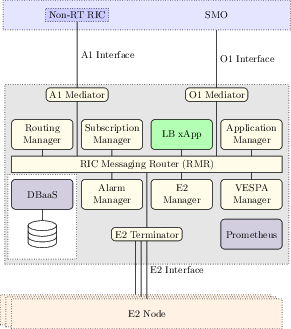 Non-RT RIC SMO
A1 Interface O1 Interface
A1 Mediator O1 Mediator
Routing Manager
Subscription Manager
LB xApp
Application Manager
RIC Messaging Router (RMR)
DBaaS
Alarm Manager
E2 Manager
VESPA Manager
E2 Terminator
Prometheus
E2 Interface
E2 Node